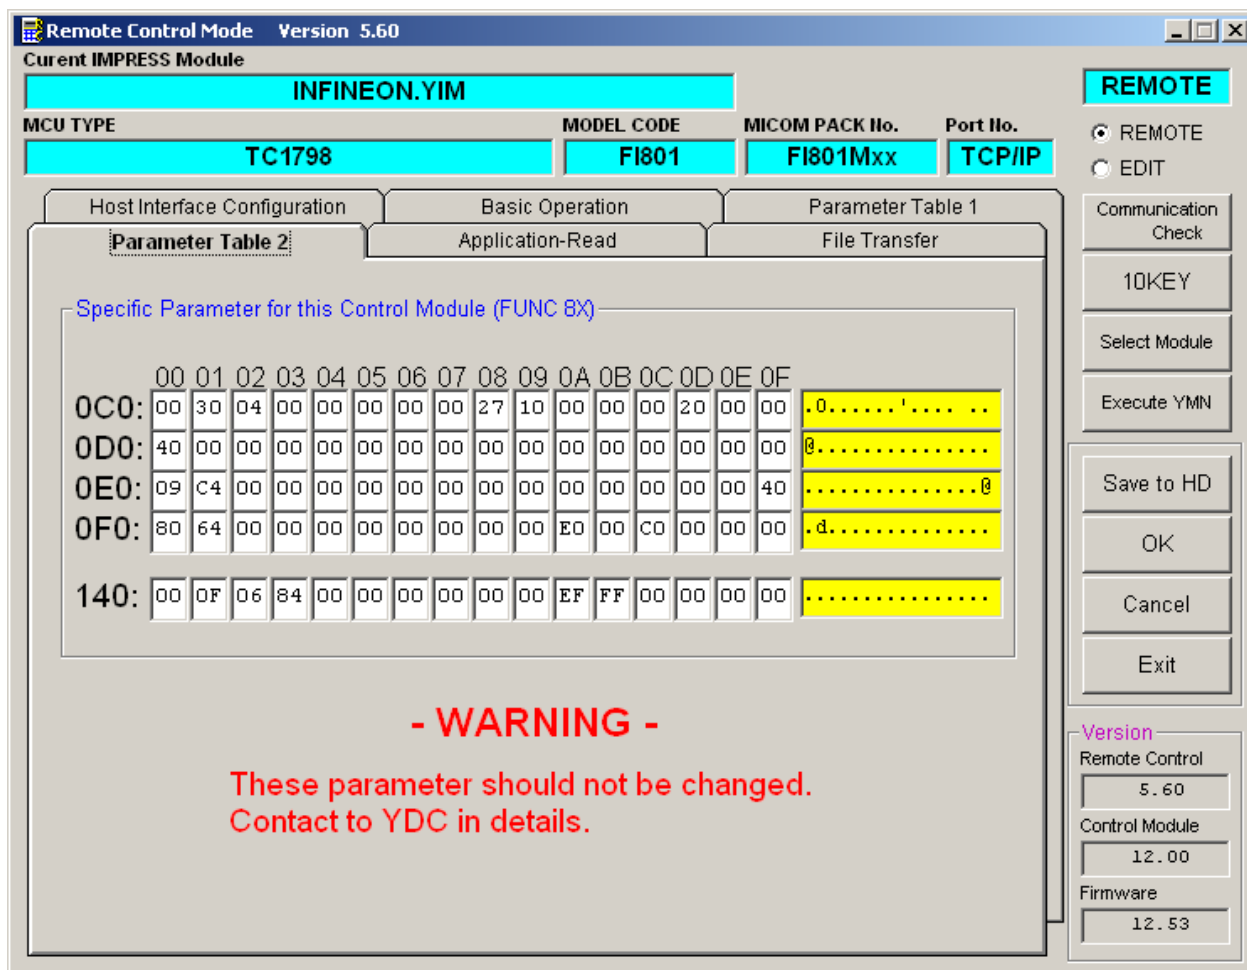 Remote Control Mode Version 5.60
Curent IMPRESS Module
INFINEON.YIM
MCU TYPE MODEL CODE MICOM PACK No. Port No.
TC1798 FI801 FI801Mxx TCP/IP
Host Interface Configuration Basic Operation Parameter Table 1
Parameter Table 2 Application-Read File Transfer
Specific Parameter for this Control Module (FUNC 8X)
00 01 02 03 04 05 06 07 08 09 0A 0B 0C 0D 0E 0F
0C0: 00 30 04 00 00 00 00 00 27 10 00 00 00 20 00 00 .0......'.... ..
0D0: 40 00 00 00 00 00 00 00 00 00 00 00 00 00 00 00 @...............
0E0: 09 C4 00 00 00 00 00 00 00 00 00 00 00 00 00 40 ...............@
0F0: 80 64 00 00 00 00 00 00 00 00 E0 00 C0 00 00 00 .d..............
140: 00 0F 06 84 00 00 00 00 00 00 EF FF 00 00 00 00 ................
- WARNING -
These parameter should not be changed.
Contact to YDC in details.
REMOTE
REMOTE
EDIT
Communication
Check
10KEY
Select Module
Execute YMN
Save to HD
OK
Cancel
Exit
Version
Remote Control
5.60
Control Module
12.00
Firmware
12.53